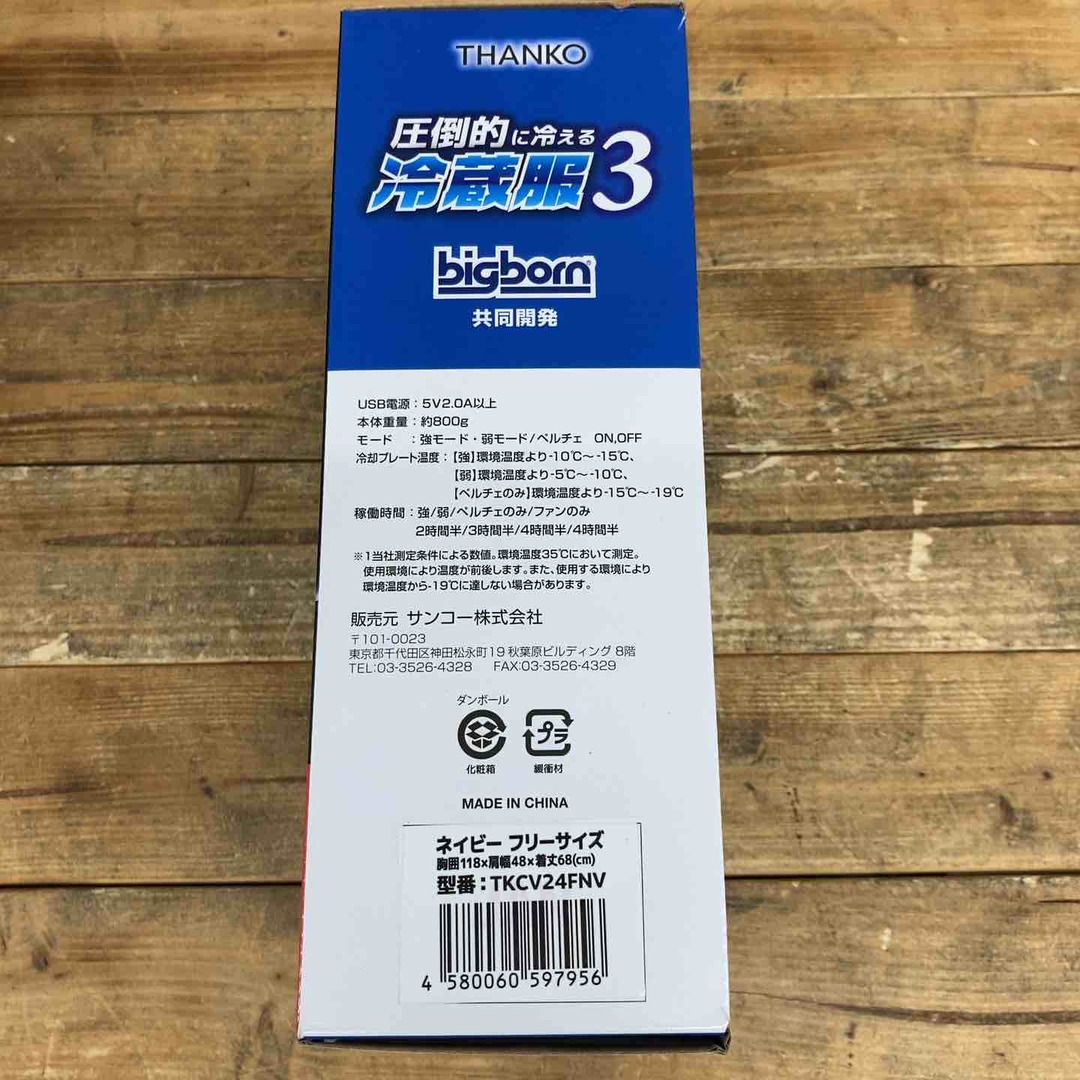 THANKO
圧倒的に冷える
冷蔵服3
bigborn®
共同開発
USB電源：5V2.0A以上
本体重量：約800g
モード　：強モード・弱モード/ペルチェ　ON,OFF
冷却プレート温度：【強】環境温度より-10℃～-15℃、
【弱】環境温度より-5℃～-10℃、
【ペルチェのみ】環境温度より-15℃～-19℃
稼働時間：強/弱/ペルチェのみ/ファンのみ
2時間半/3時間半/4時間半/4時間半
※1当社測定条件による数値。環境温度35℃において測定。
使用環境により温度が前後します。また、使用する環境により
環境温度から-19℃に達しない場合があります。
販売元 サンコー株式会社
〒101-0023
東京都千代田区神田松永町19 秋葉原ビルディング 8階
TEL:03-3526-4328　FAX:03-3526-4329
ダンボール
プラ
化粧箱　緩衝材
MADE IN CHINA
ネイビー フリーサイズ
胸囲118×肩幅48×着丈68(cm)
型番：TKCV24FNV
4 580060 597956